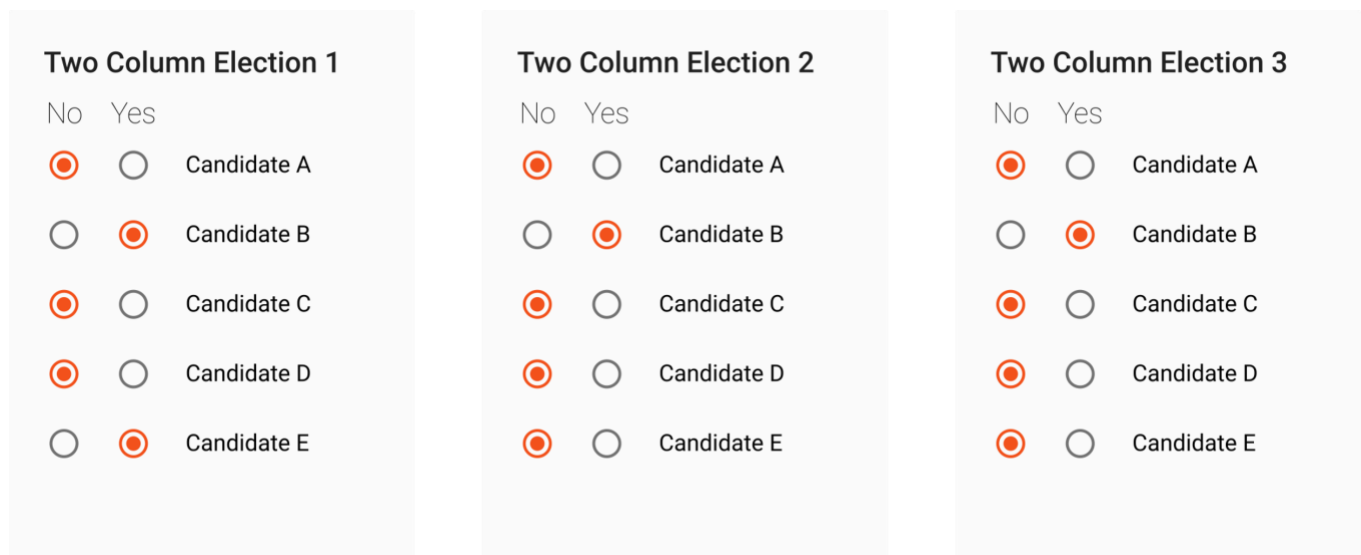 Two Column Election 1
No Yes
Candidate A
Candidate B
Candidate C
Candidate D
Candidate E
Two Column Election 2
No Yes
Candidate A
Candidate B
Candidate C
Candidate D
Candidate E
Two Column Election 3
No Yes
Candidate A
Candidate B
Candidate C
Candidate D
Candidate E